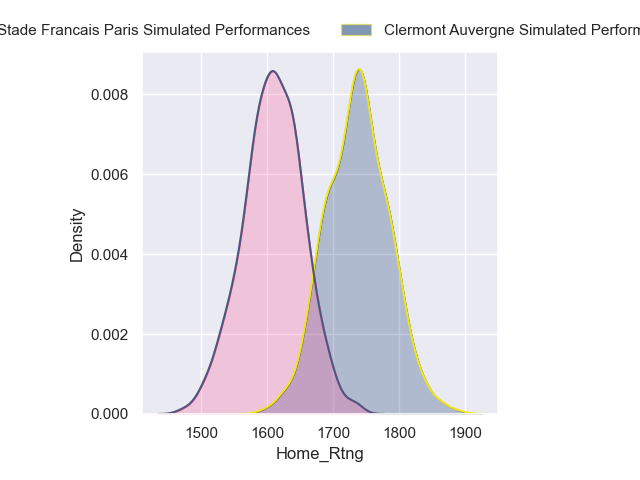 Stade Francais Paris Simulated Performances Clermont Auvergne Simulated Perform
0.008
0.006
Density
0.004
0.002
0.000
1500 1600 1700 1800 1900
Home_Rtng